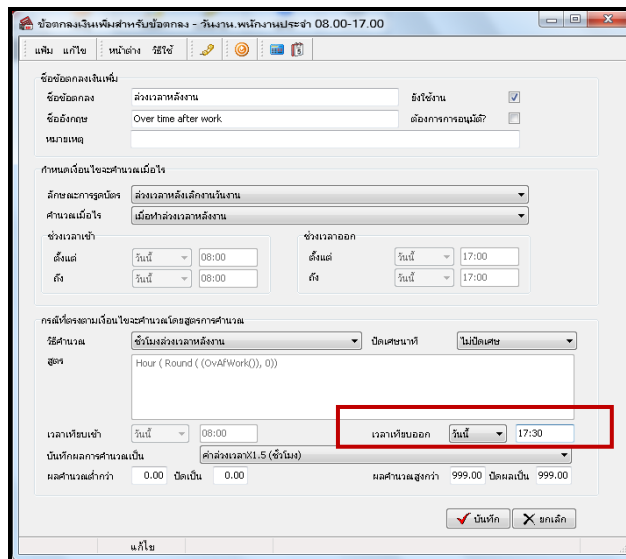 ข้อตกลงเงินเพิ่มสำหรับข้อตกลง - วันงาน.พนักงานประจำ 08.00-17.00
แฟ้ม แก้ไข หน้าต่าง วิธีใช้
ชื่อข้อตกลงเงินเพิ่ม
ชื่อข้อตกลง ล่วงเวลาหลังงาน ยังใช้งาน
ชื่ออังกฤษ Over time after work ต้องการการอนุมัติ?
หมายเหตุ
กำหนดเงื่อนไขจะคำนวณเมื่อไร
ลักษณะการรูดบัตร ล่วงเวลาหลังเลิกงานวันงาน
คำนวณเมื่อไร เมื่อทำล่วงเวลาหลังงาน
ช่วงเวลาเข้า ช่วงเวลาออก
ตั้งแต่ วันนี้ 08:00 ตั้งแต่ วันนี้ 17:00
ถึง วันนี้ 08:00 ถึง วันนี้ 17:00
กรณีที่ตรงตามเงื่อนไขจะคำนวณโดยสูตรการคำนวณ
วิธีคำนวณ ชั่วโมงล่วงเวลาหลังงาน ปัดเศษนาที ไม่ปัดเศษ
สูตร Hour ( Round ( (OvAfWork()), 0))
เวลาเทียบเข้า วันนี้ 08:00 เวลาเทียบออก วันนี้ 17:30
บันทึกผลการคำนวณเป็น ค่าล่วงเวลาX1.5 (ชั่วโมง)
ผลคำนวณต่ำกว่า 0.00 ปัดเป็น 0.00 ผลคำนวณสูงกว่า 999.00 ปัดผลเป็น 999.00
บันทึก ยกเลิก
แก้ไข